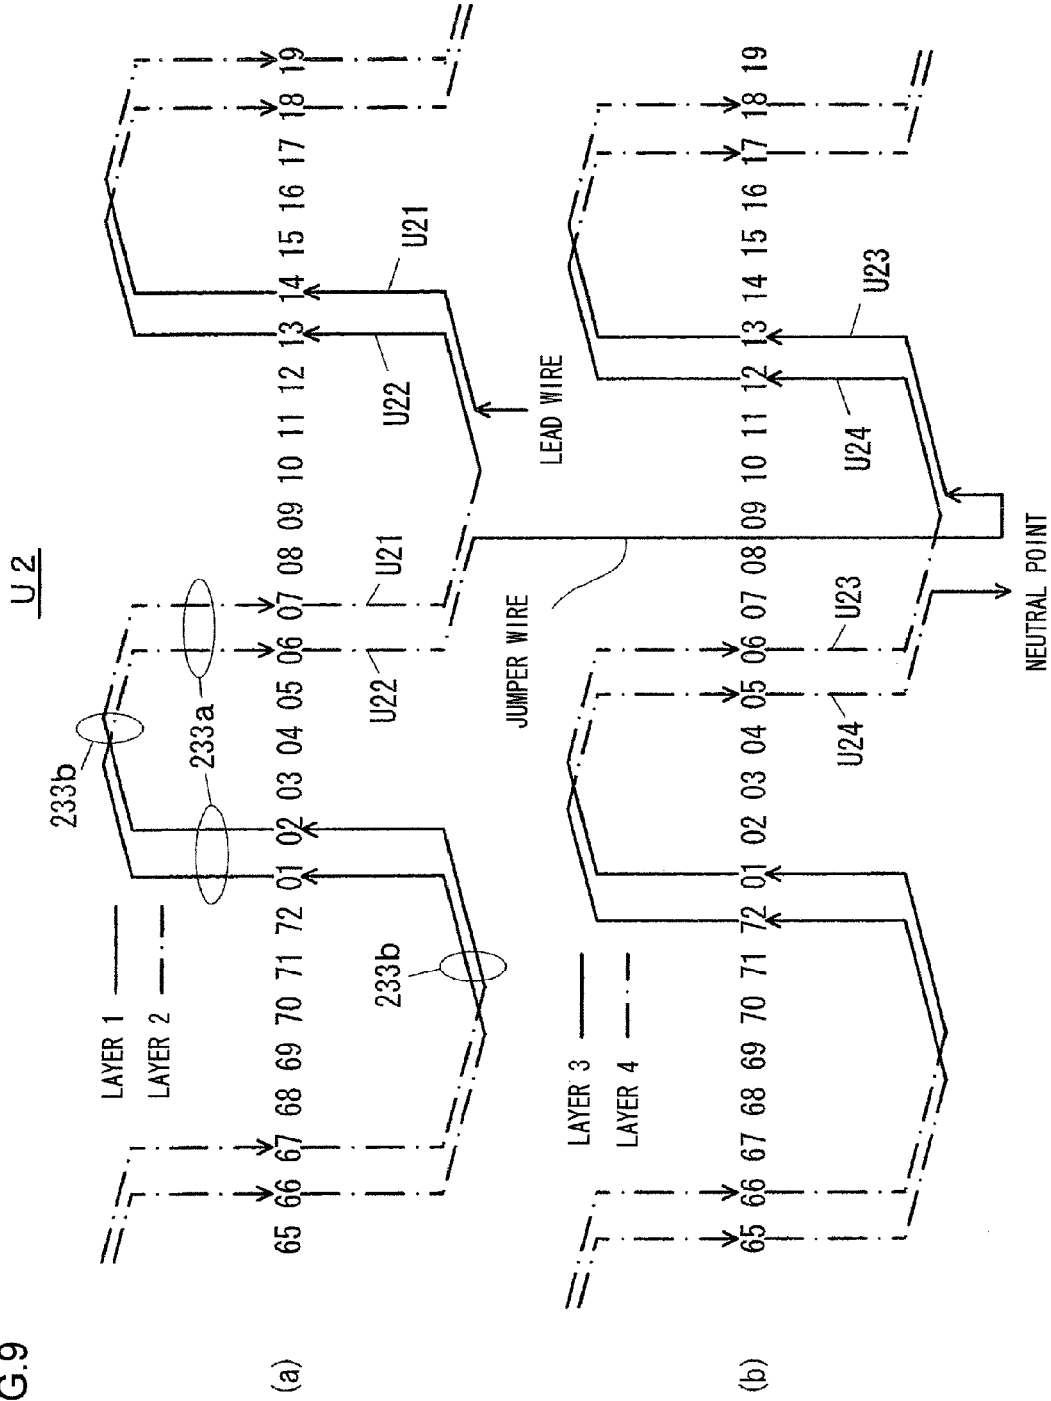 G.9
U2
(a)
LAYER 1
LAYER 2
233b
233a
233b
65 66 67 68 69 70 71 72 01 02 03 04 05 06 07 08 09 10 11 12 13 14 15 16 17 18 19
U22
U21
U22
U21
LEAD WIRE
JUMPER WIRE
(b)
LAYER 3
LAYER 4
65 66 67 68 69 70 71 72 01 02 03 04 05 06 07 08 09 10 11 12 13 14 15 16 17 18 19
U24
U23
U24
U23
NEUTRAL POINT